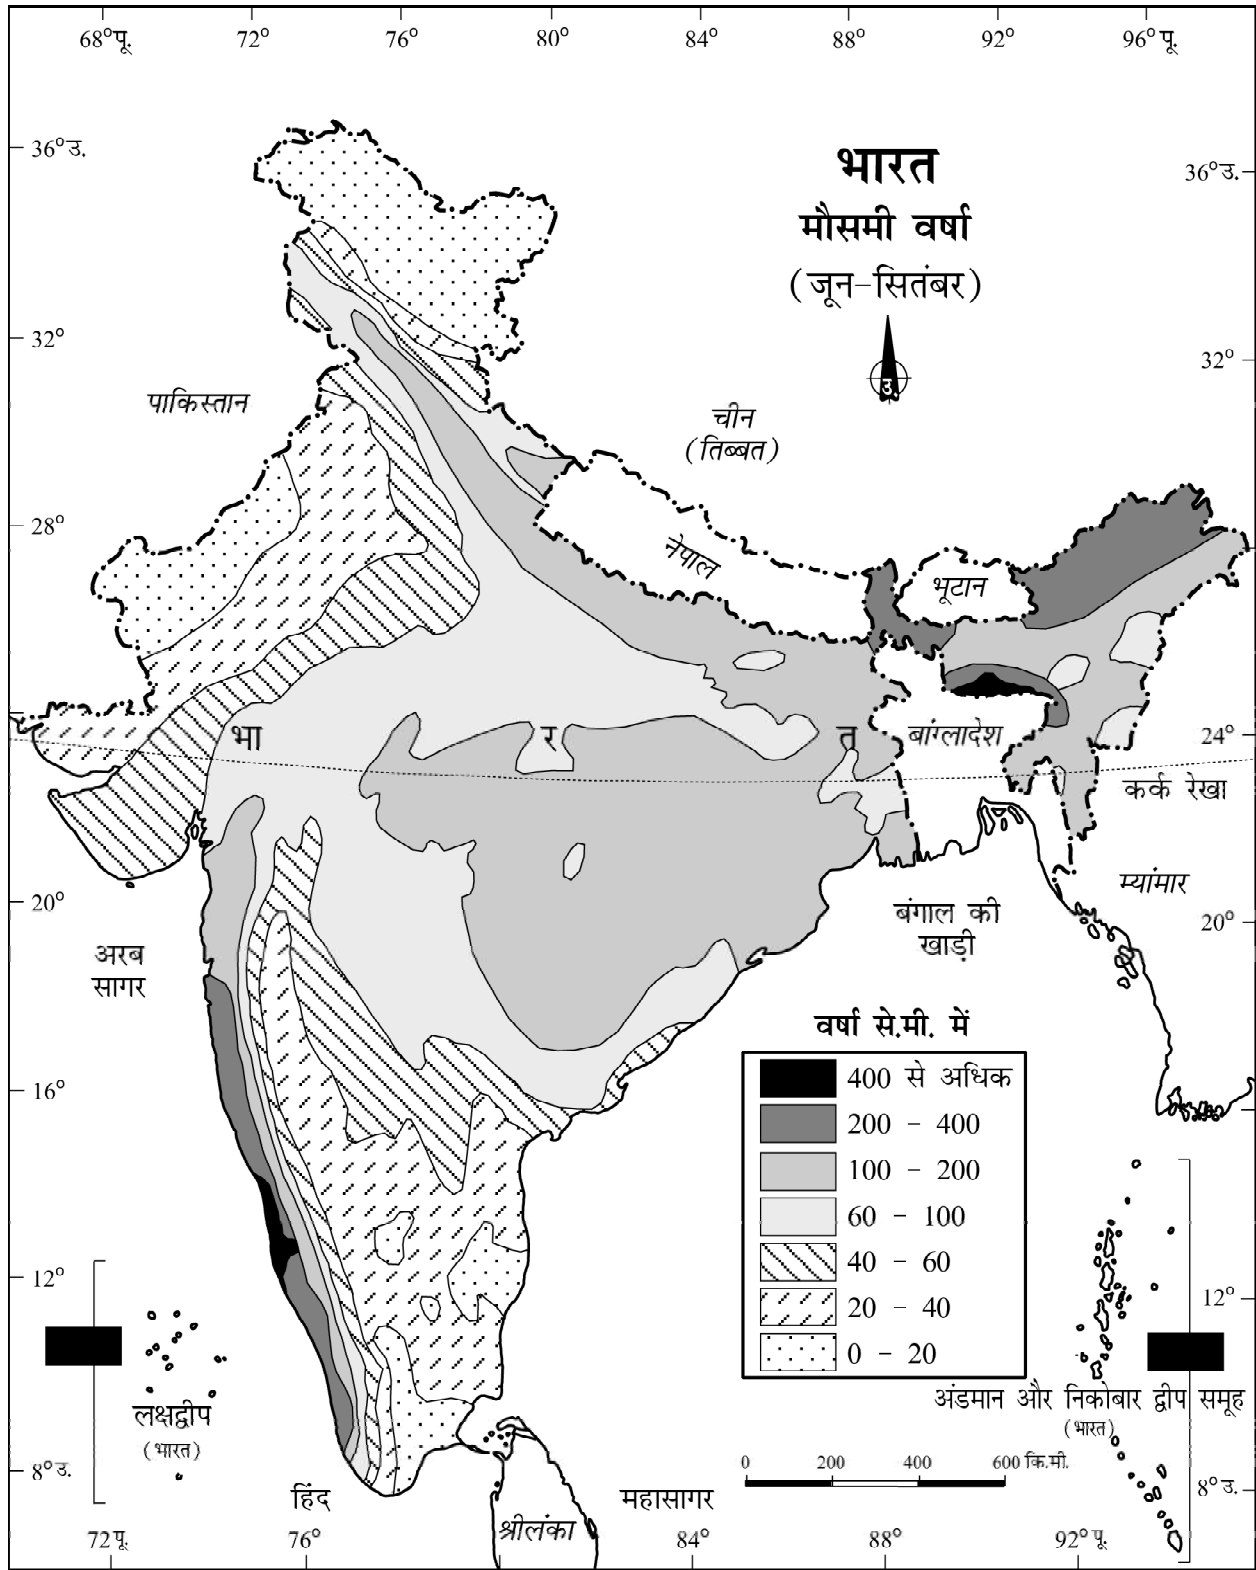 68°पू. 72° 76° 80° 84° 88° 92° 96°पू.
36°उ.
36°उ.
भारत
मौसमी वर्षा
(जून-सितंबर)
उ
32°
32°
पाकिस्तान
चीन
(तिब्बत)
28°
नेपाल
भूटान
भा र त
बांग्लादेश
24°
कर्क रेखा
म्यांमार
20°
20°
बंगाल की
खाड़ी
अरब
सागर
वर्षा से.मी. में
400 से अधिक
200 - 400
100 - 200
60 - 100
40 - 60
20 - 40
0 - 20
16°
12°
12°
लक्षद्वीप
(भारत)
अंडमान और निकोबार द्वीप समूह
(भारत)
0 200 400 600 कि.मी.
8°उ.
8°उ.
हिंद महासागर
श्रीलंका
72°पू. 76° 84° 88° 92°पू.